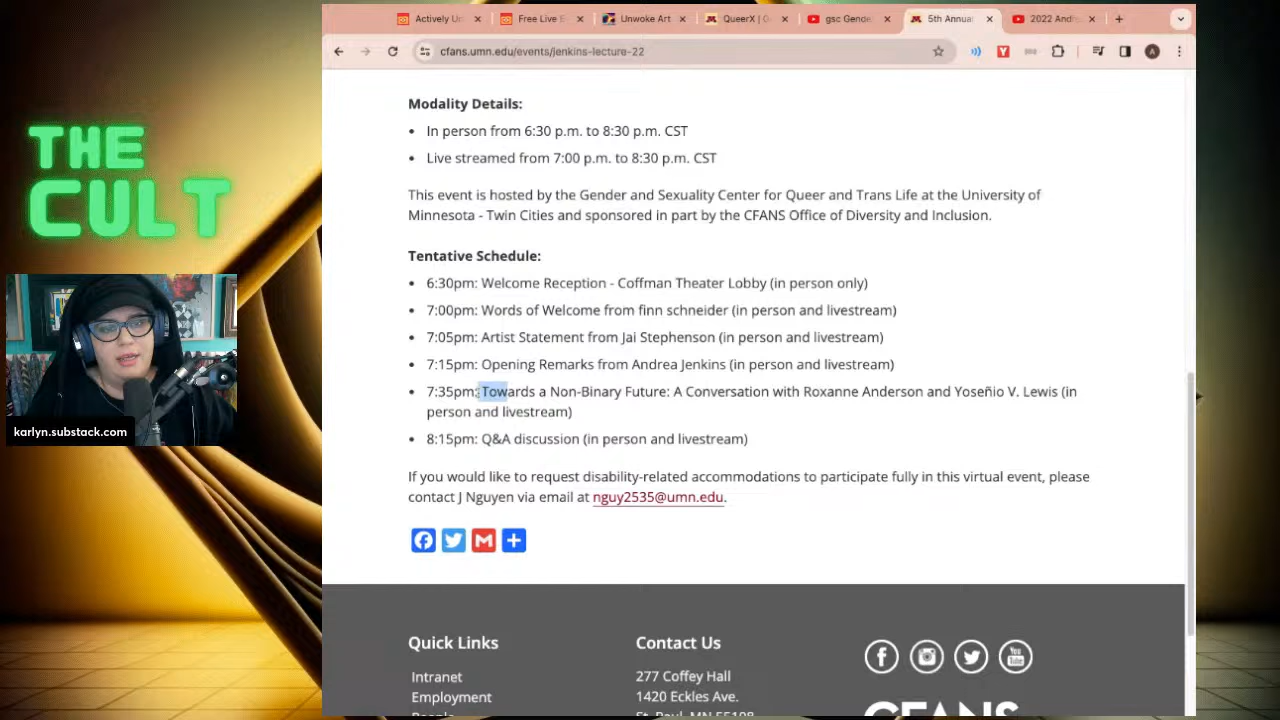 Actively Un
Free Live E
Unwoke Art
QueerX | Q
gsc Gende
5th Annual
2022 Andr
cfans.umn.edu/events/jenkins-lecture-22
A
THE
CULT
karlyn.substack.com
Modality Details:
• In person from 6:30 p.m. to 8:30 p.m. CST
• Live streamed from 7:00 p.m. to 8:30 p.m. CST
This event is hosted by the Gender and Sexuality Center for Queer and Trans Life at the University of
Minnesota - Twin Cities and sponsored in part by the CFANS Office of Diversity and Inclusion.
Tentative Schedule:
• 6:30pm: Welcome Reception - Coffman Theater Lobby (in person only)
• 7:00pm: Words of Welcome from finn schneider (in person and livestream)
• 7:05pm: Artist Statement from Jai Stephenson (in person and livestream)
• 7:15pm: Opening Remarks from Andrea Jenkins (in person and livestream)
• 7:35pm: Towards a Non-Binary Future: A Conversation with Roxanne Anderson and Yoseñio V. Lewis (in
person and livestream)
• 8:15pm: Q&A discussion (in person and livestream)
If you would like to request disability-related accommodations to participate fully in this virtual event, please
contact J Nguyen via email at nguy2535@umn.edu.
Quick Links
Intranet
Employment
Contact Us
277 Coffey Hall
1420 Eckles Ave.
St. Paul, MN 55108
You Tube
CFANS